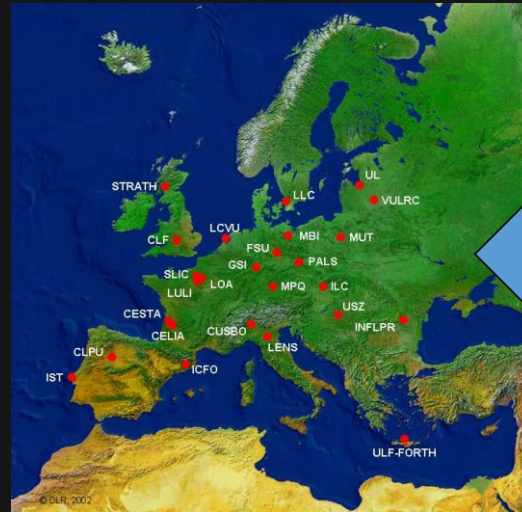 STRATH
UL
VULRC
LLC
LCVU
CLF
MBI
MUT
FSU
PALS
GSI
SLIC
LOA
LULI
MPQ
ILC
CESTA
USZ
CELIA
CUSBO
INFLPR
LENS
CLPU
ICFO
IST
ULF-FORTH
© DLR, 2002